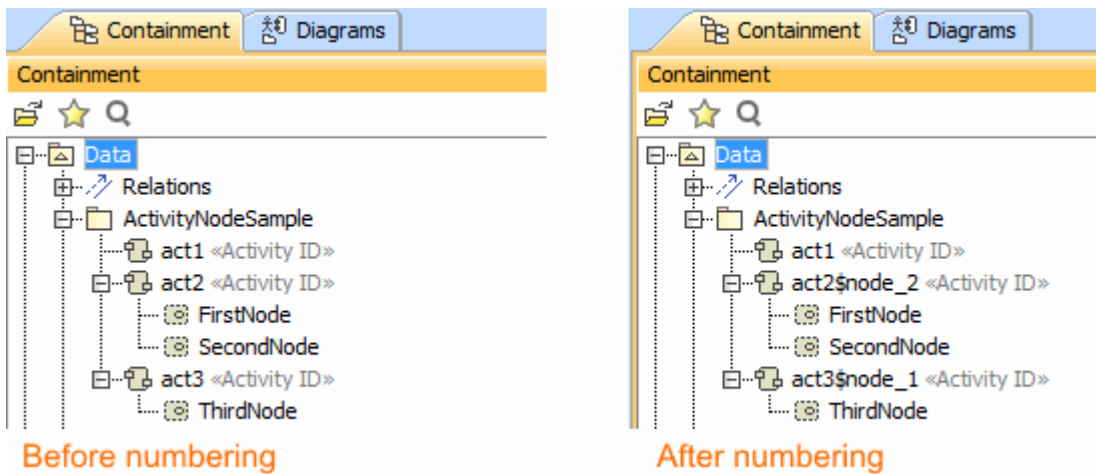 Containment Diagrams
Containment
Data
Relations
ActivityNodeSample
act1 «Activity ID»
act2 «Activity ID»
FirstNode
SecondNode
act3 «Activity ID»
ThirdNode
Before numbering
Containment Diagrams
Containment
Data
Relations
ActivityNodeSample
act1 «Activity ID»
act2$node_2 «Activity ID»
FirstNode
SecondNode
act3$node_1 «Activity ID»
ThirdNode
After numbering